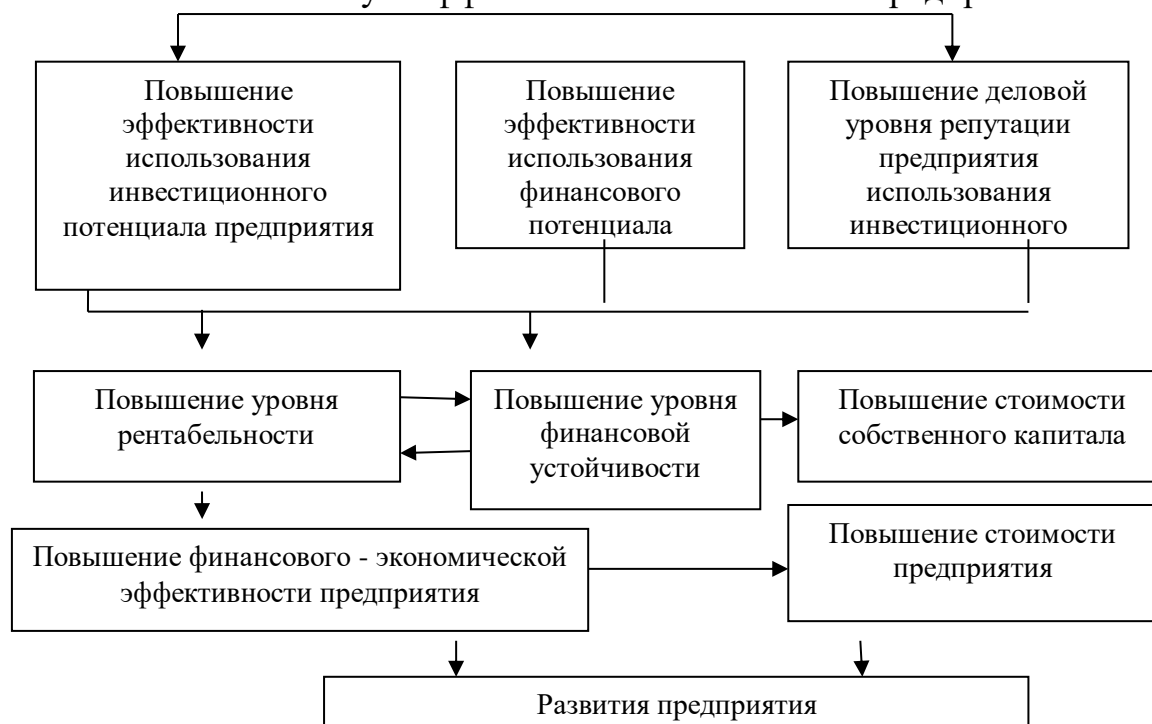 Повышение
эффективности
использования
инвестиционного
потенциала предприятия
Повышение
эффективности
использования
финансового
потенциала
Повышение деловой
уровня репутации
предприятия
использования
инвестиционного
Повышение уровня
рентабельности
Повышение уровня
финансовой
устойчивости
Повышение стоимости
собственного капитала
Повышение финансового - экономической
эффективности предприятия
Повышение стоимости
предприятия
Развития предприятия